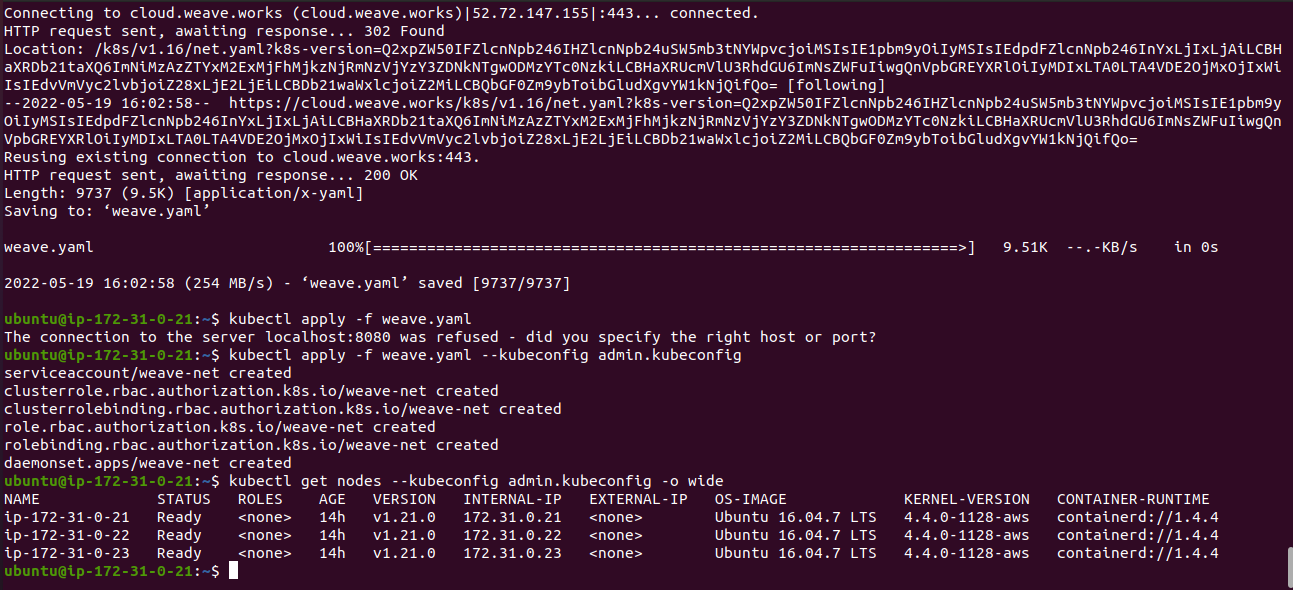 Connecting to cloud.weave.works (cloud.weave.works)|52.72.147.155|:443... connected.
HTTP request sent, awaiting response... 302 Found
Location: /k8s/v1.16/net.yaml?k8s-version=Q2xpZW50IFZlcnNpb246IHZlcnNpb24uSW5mb3tNYWpvcjoiMSIsIE1pbm9yOiIyMSIsIEdpdFZlcnNpb246InYxLjIxLjAiLCBH
aXRDb21taXQ6ImNiMzAzZTYxM2ExMjFhMjkzNjRmNzVjYzY3ZDNkNTgwODMzYTc0NzkiLCBHaXRUcmVlU3RhdGU6ImNsZWFuIiwgQnVpbGREYXRlOiIyMDIxLTA0LTA4VDE2OjMxOjIxWi
IsIEdvVmVyc2lvbjoiZ28xLjE2LjEiLCBDb21waWxlcjoiZ2MiLCBQbGF0Zm9ybToibGludXgvYW1kNjQifQo= [following]
--2022-05-19 16:02:58--  https://cloud.weave.works/k8s/v1.16/net.yaml?k8s-version=Q2xpZW50IFZlcnNpb246IHZlcnNpb24uSW5mb3tNYWpvcjoiMSIsIE1pbm9y
OiIyMSIsIEdpdFZlcnNpb246InYxLjIxLjAiLCBHaXRDb21taXQ6ImNiMzAzZTYxM2ExMjFhMjkzNjRmNzVjYzY3ZDNkNTgwODMzYTc0NzkiLCBHaXRUcmVlU3RhdGU6ImNsZWFuIiwgQn
VpbGREYXRlOiIyMDIxLTA0LTA4VDE2OjMxOjIxWiIsIEdvVmVyc2lvbjoiZ28xLjE2LjEiLCBDb21waWxlcjoiZ2MiLCBQbGF0Zm9ybToibGludXgvYW1kNjQifQo=
Reusing existing connection to cloud.weave.works:443.
HTTP request sent, awaiting response... 200 OK
Length: 9737 (9.5K) [application/x-yaml]
Saving to: ‘weave.yaml’
weave.yaml 100%[=================================================================>] 9.51K --.-KB/s in 0s
2022-05-19 16:02:58 (254 MB/s) - ‘weave.yaml’ saved [9737/9737]
ubuntu@ip-172-31-0-21:~$ kubectl apply -f weave.yaml
The connection to the server localhost:8080 was refused - did you specify the right host or port?
ubuntu@ip-172-31-0-21:~$ kubectl apply -f weave.yaml --kubeconfig admin.kubeconfig
serviceaccount/weave-net created
clusterrole.rbac.authorization.k8s.io/weave-net created
clusterrolebinding.rbac.authorization.k8s.io/weave-net created
role.rbac.authorization.k8s.io/weave-net created
rolebinding.rbac.authorization.k8s.io/weave-net created
daemonset.apps/weave-net created
ubuntu@ip-172-31-0-21:~$ kubectl get nodes --kubeconfig admin.kubeconfig -o wide
NAME STATUS ROLES AGE VERSION INTERNAL-IP EXTERNAL-IP OS-IMAGE KERNEL-VERSION CONTAINER-RUNTIME
ip-172-31-0-21 Ready <none> 14h v1.21.0 172.31.0.21 <none> Ubuntu 16.04.7 LTS 4.4.0-1128-aws containerd://1.4.4
ip-172-31-0-22 Ready <none> 14h v1.21.0 172.31.0.22 <none> Ubuntu 16.04.7 LTS 4.4.0-1128-aws containerd://1.4.4
ip-172-31-0-23 Ready <none> 14h v1.21.0 172.31.0.23 <none> Ubuntu 16.04.7 LTS 4.4.0-1128-aws containerd://1.4.4
ubuntu@ip-172-31-0-21:~$